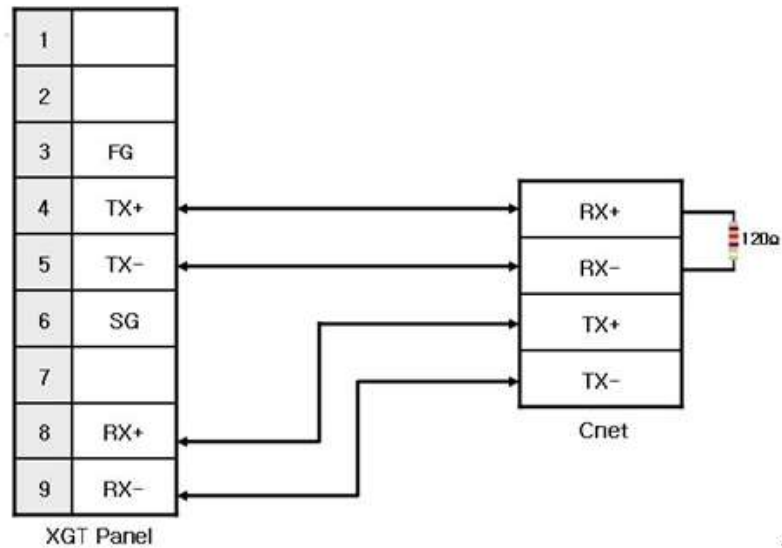 1
2
3 FG
4 TX+
5 TX-
6 SG
7
8 RX+
9 RX-
XGT Panel
RX+
RX-
TX+
TX-
Cnet
120Ω